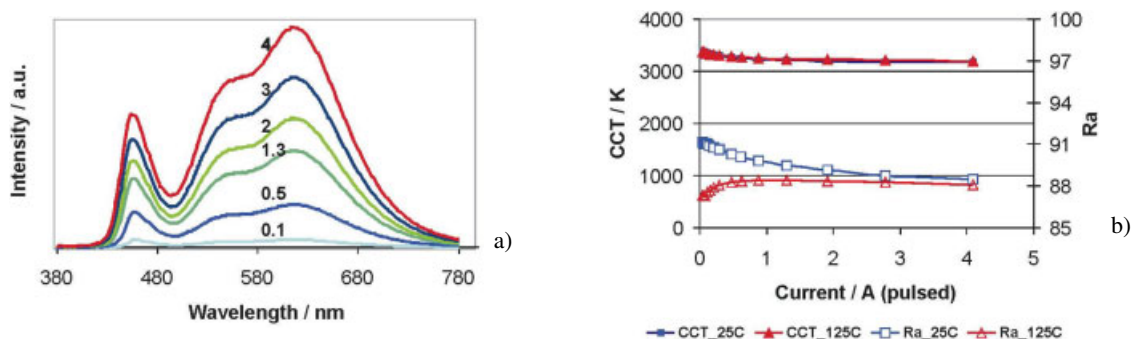 Intensity / a.u.
4
3
2
1.3
0.5
0.1
380 480 580 680 780
Wavelength / nm
a)
CCT / K
4000
3000
2000
1000
0
100
97
94
91
88
85
Ra
0 1 2 3 4 5
Current / A (pulsed)
CCT_25C CCT_125C Ra_25C Ra_125C
b)